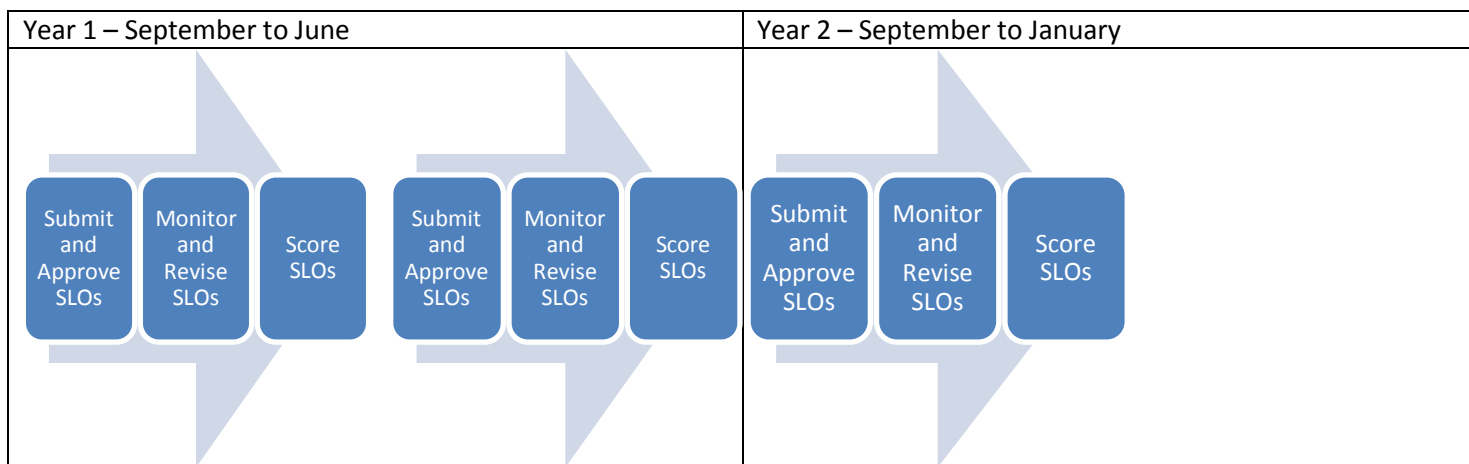 Year 1 – September to June
Year 2 – September to January
Submit
and
Approve
SLOs
Monitor
and
Revise
SLOs
Score
SLOs
Submit
and
Approve
SLOs
Monitor
and
Revise
SLOs
Score
SLOs
Submit
and
Approve
SLOs
Monitor
and
Revise
SLOs
Score
SLOs